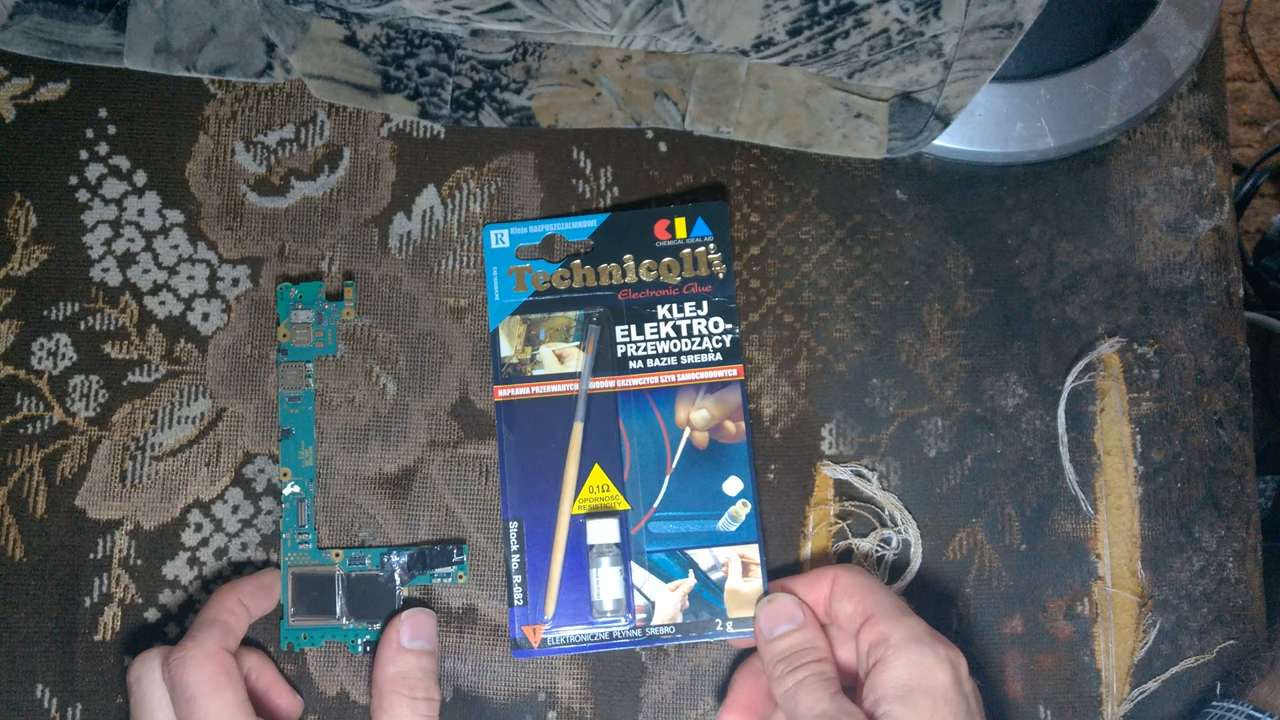 R
Kleje ROZPUSZCZALNIKOWE
CIA
CHEMICAL IDEAL AID
Technicqll
Electronic Glue
KLEJ
ELEKTRO-
PRZEWODZĄCY
NA BAZIE SREBRA
0,1Ω
OPORNOŚĆ
RESISTICITY
Stock No. R-082
ELEKTRONICZNE PŁYNNE SREBRO
2 g